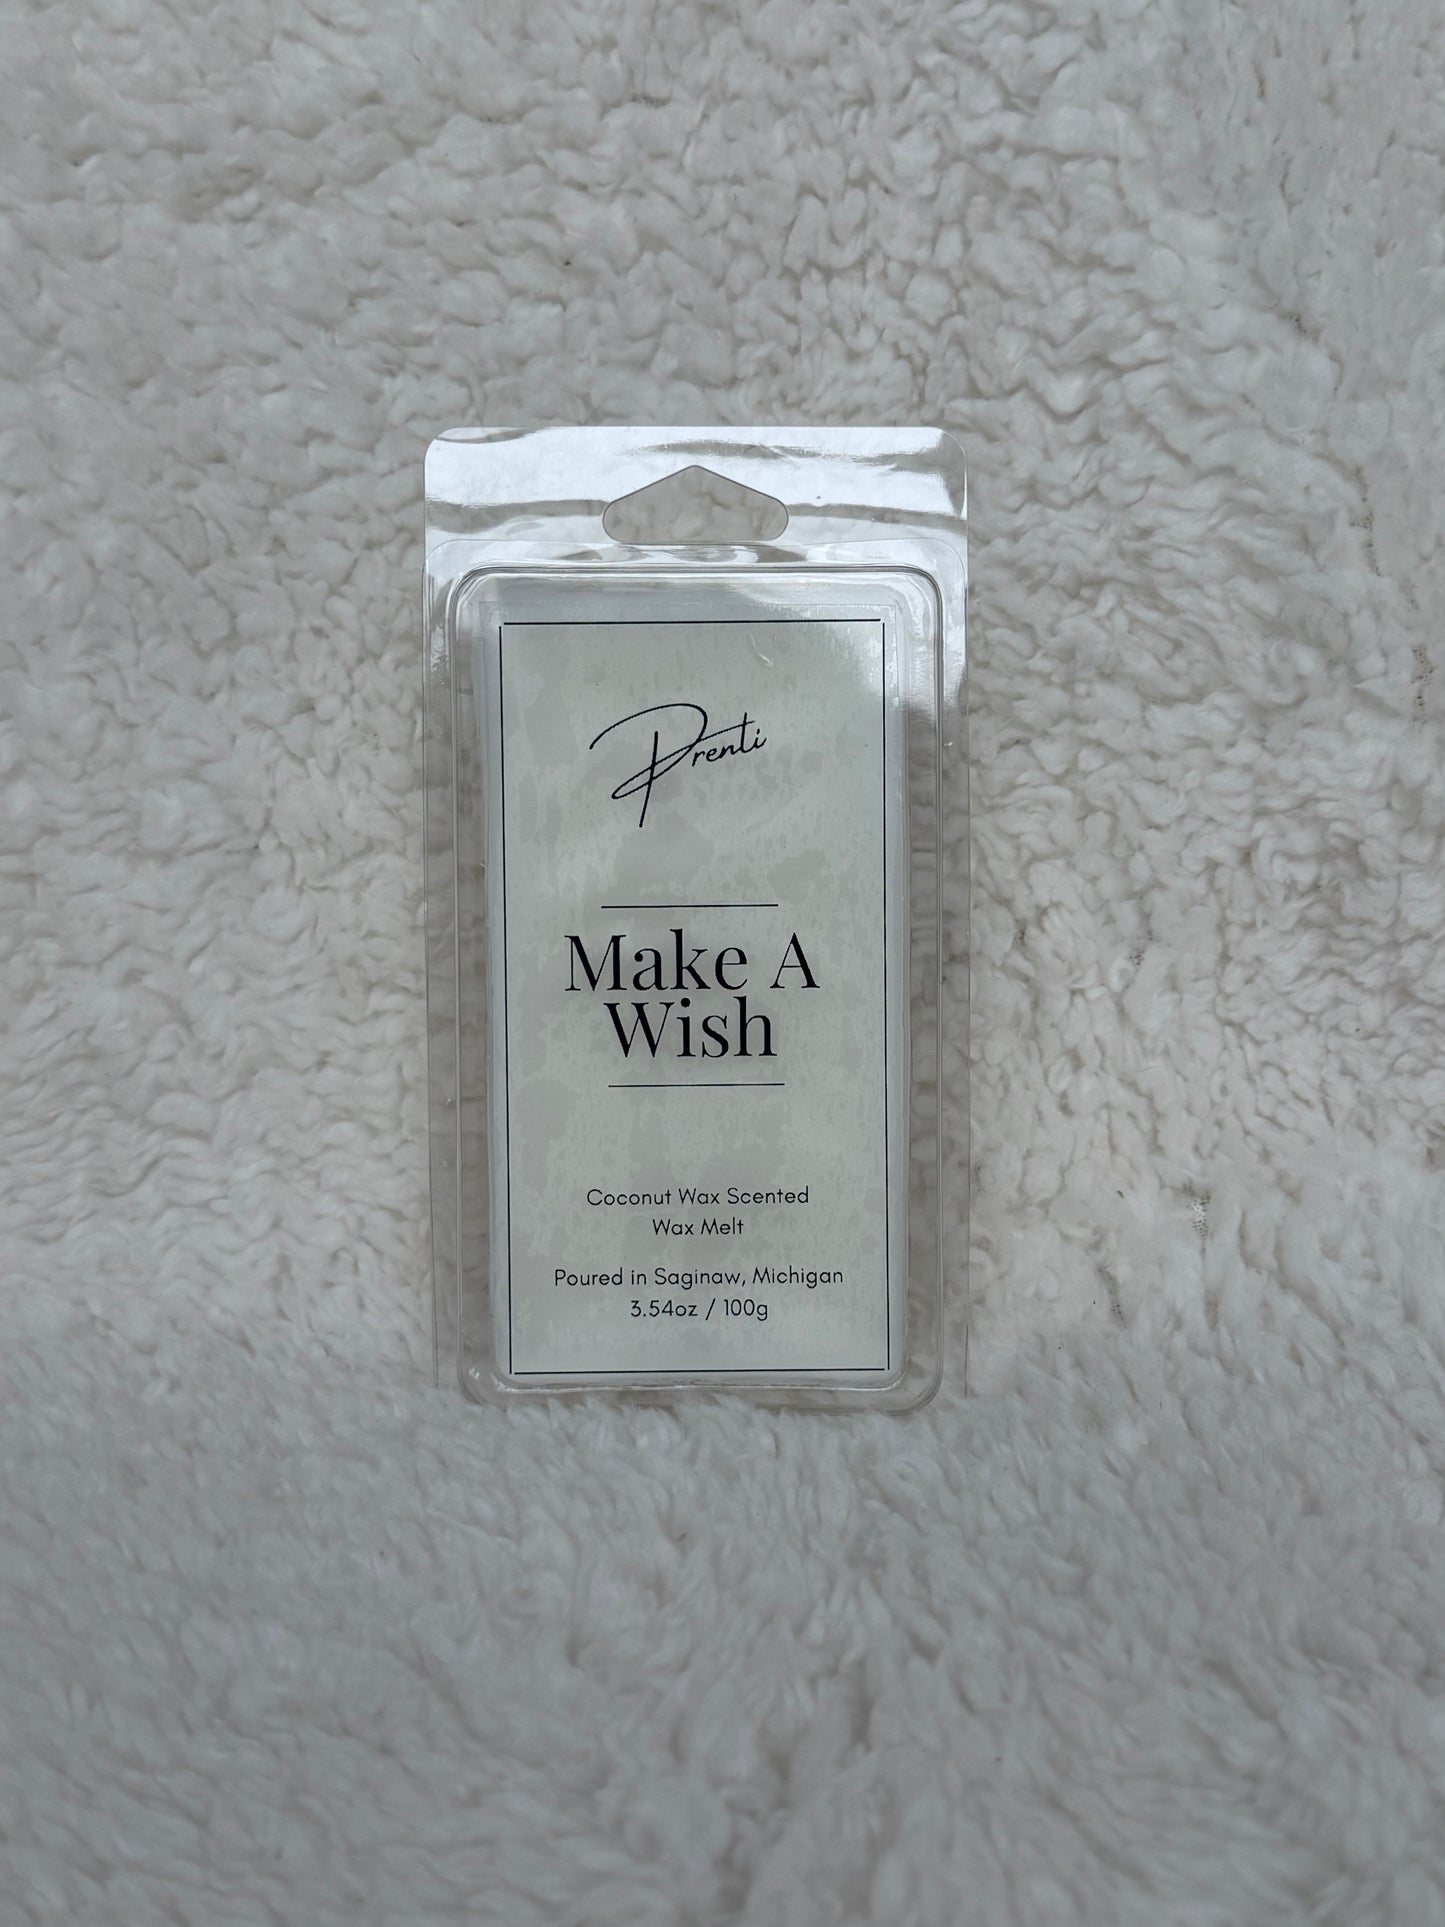 Prenti
Make A
Wish
Coconut Wax Scented
Wax Melt
Poured in Saginaw, Michigan
3.54oz / 100g